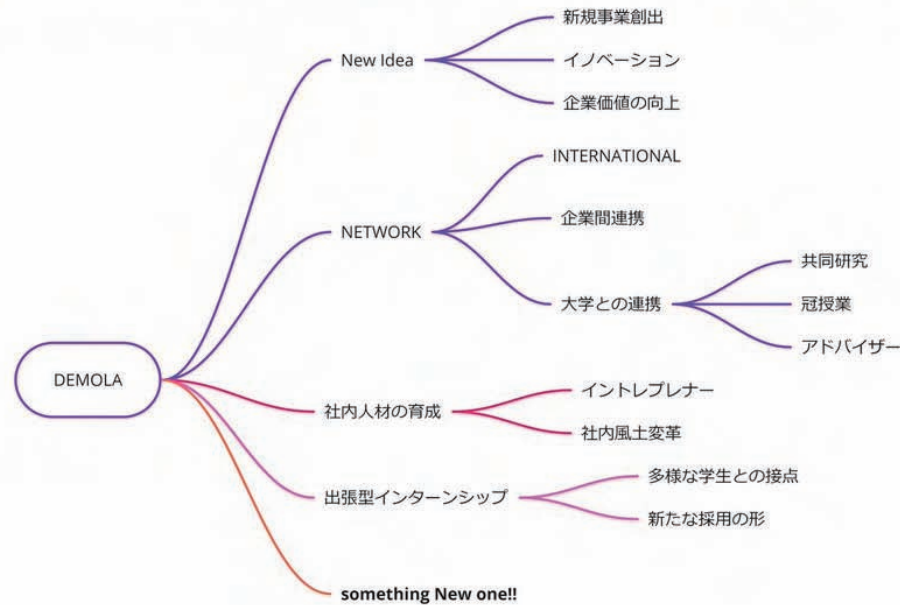 DEMOLA
New Idea
新規事業創出
イノベーション
企業価値の向上
NETWORK
INTERNATIONAL
企業間連携
大学との連携
共同研究
冠授業
アドバイザー
社内人材の育成
イントレプレナー
社内風土変革
出張型インターンシップ
多様な学生との接点
新たな採用の形
something New one!!